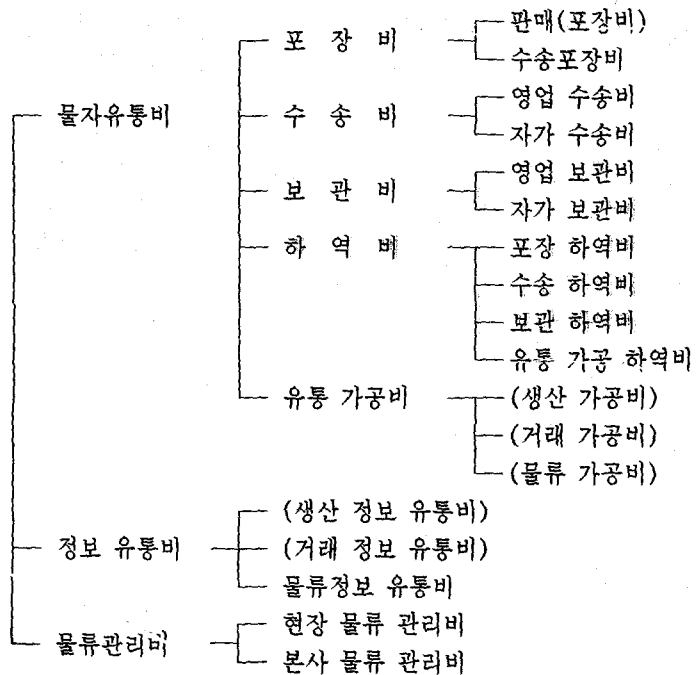 판매(포장비)
포 장 비
수송포장비
영업 수송비
물자유통비
수 송 비
자가 수송비
영업 보관비
보 관 비
자가 보관비
하 역 비
포장 하역비
수송 하역비
보관 하역비
유통 가공 하역비
유통 가공비
(생산 가공비)
(거래 가공비)
(물류 가공비)
(생산 정보 유통비)
정보 유통비
(거래 정보 유통비)
물류정보 유통비
현장 물류 관리비
물류관리비
본사 물류 관리비